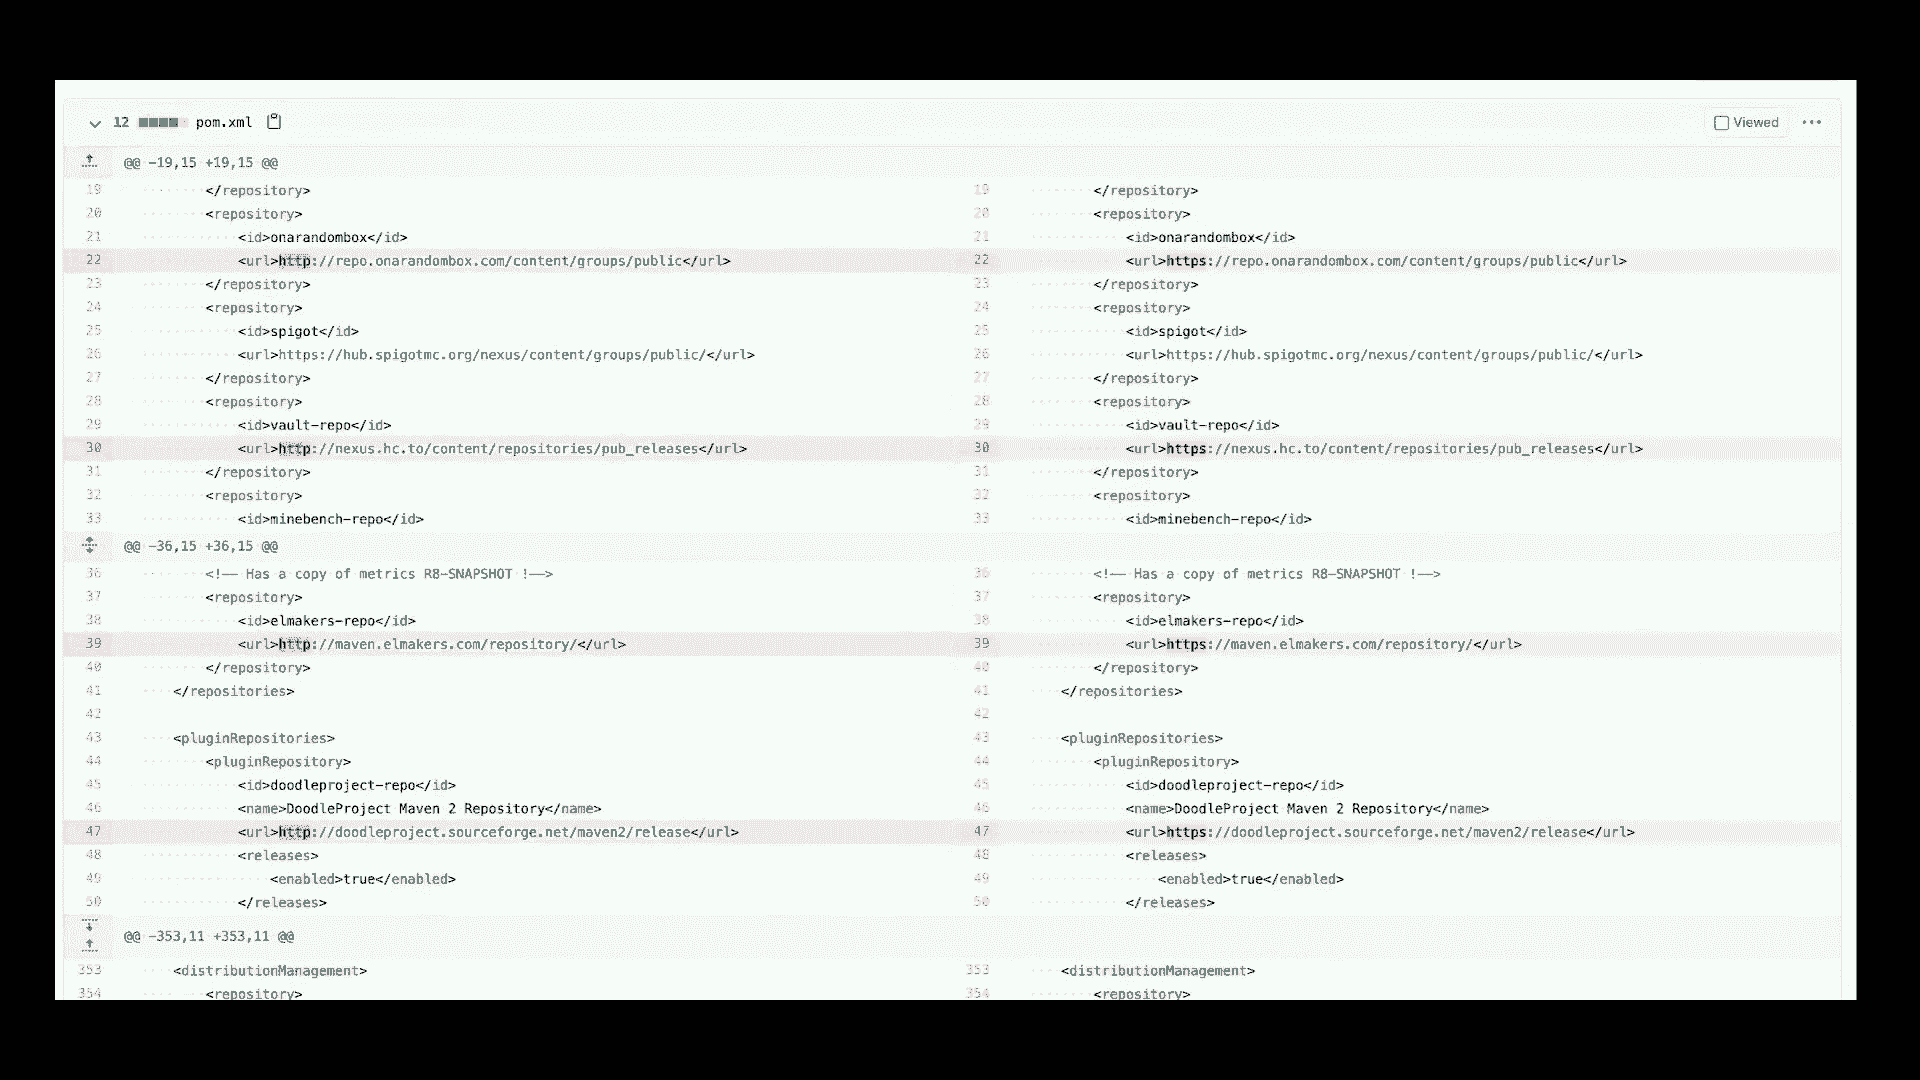 12 pom.xml Viewed
@@ -19,15 +19,15 @@
19 </repository> 19 </repository>
20 <repository> 20 <repository>
21 <id>onarandombox</id> 21 <id>onarandombox</id>
22 <url>http://repo.onarandombox.com/content/groups/public</url> 22 <url>https://repo.onarandombox.com/content/groups/public</url>
23 </repository> 23 </repository>
24 <repository> 24 <repository>
25 <id>spigot</id> 25 <id>spigot</id>
26 <url>https://hub.spigotmc.org/nexus/content/groups/public/</url> 26 <url>https://hub.spigotmc.org/nexus/content/groups/public/</url>
27 </repository> 27 </repository>
28 <repository> 28 <repository>
29 <id>vault-repo</id> 29 <id>vault-repo</id>
30 <url>http://nexus.hc.to/content/repositories/pub_releases</url> 30 <url>https://nexus.hc.to/content/repositories/pub_releases</url>
31 </repository> 31 </repository>
32 <repository> 32 <repository>
33 <id>minebench-repo</id> 33 <id>minebench-repo</id>
@@ -36,15 +36,15 @@
36 <!-- Has a copy of metrics R8-SNAPSHOT !--> 36 <!-- Has a copy of metrics R8-SNAPSHOT !-->
37 <repository> 37 <repository>
38 <id>elmakers-repo</id> 38 <id>elmakers-repo</id>
39 <url>http://maven.elmakers.com/repository/</url> 39 <url>https://maven.elmakers.com/repository/</url>
40 </repository> 40 </repository>
41 </repositories> 41 </repositories>
42 42
43 <pluginRepositories> 43 <pluginRepositories>
44 <pluginRepository> 44 <pluginRepository>
45 <id>doodleproject-repo</id> 45 <id>doodleproject-repo</id>
46 <name>DoodleProject Maven 2 Repository</name> 46 <name>DoodleProject Maven 2 Repository</name>
47 <url>http://doodleproject.sourceforge.net/maven2/release</url> 47 <url>https://doodleproject.sourceforge.net/maven2/release</url>
48 <releases> 48 <releases>
49 <enabled>true</enabled> 49 <enabled>true</enabled>
50 </releases> 50 </releases>
@@ -353,11 +353,11 @@
353 <distributionManagement> 353 <distributionManagement>
354 <repository> 354 <repository>